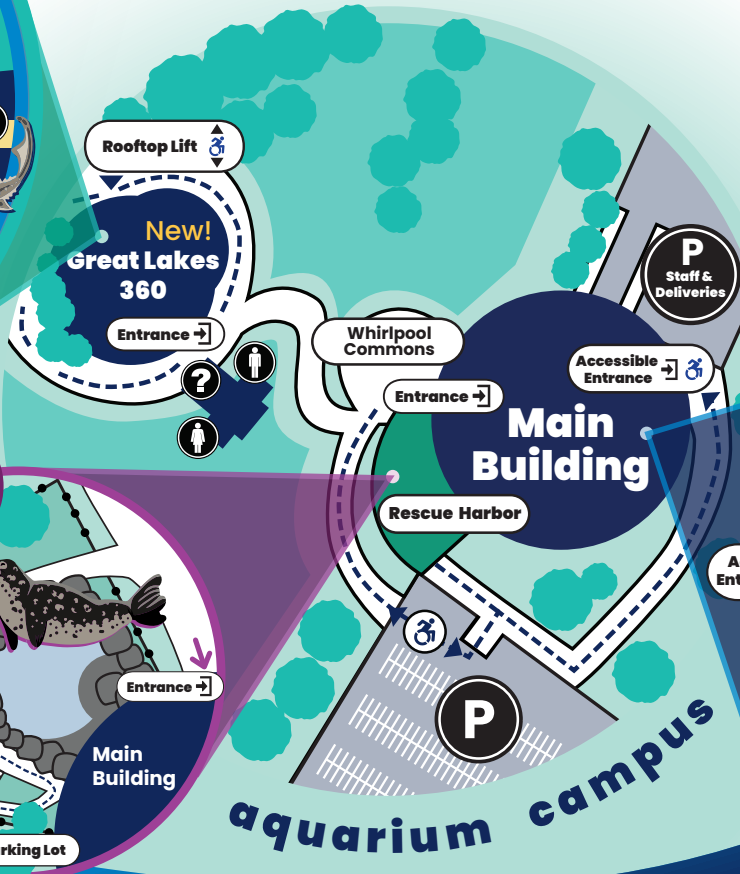 Rooftop Lift
New!
Great Lakes
360
Entrance
?
Whirlpool
Commons
Entrance
P
Staff &
Deliveries
Accessible
Entrance
Main
Building
Rescue Harbor
Entrance
Main
Building
P
aquarium campus